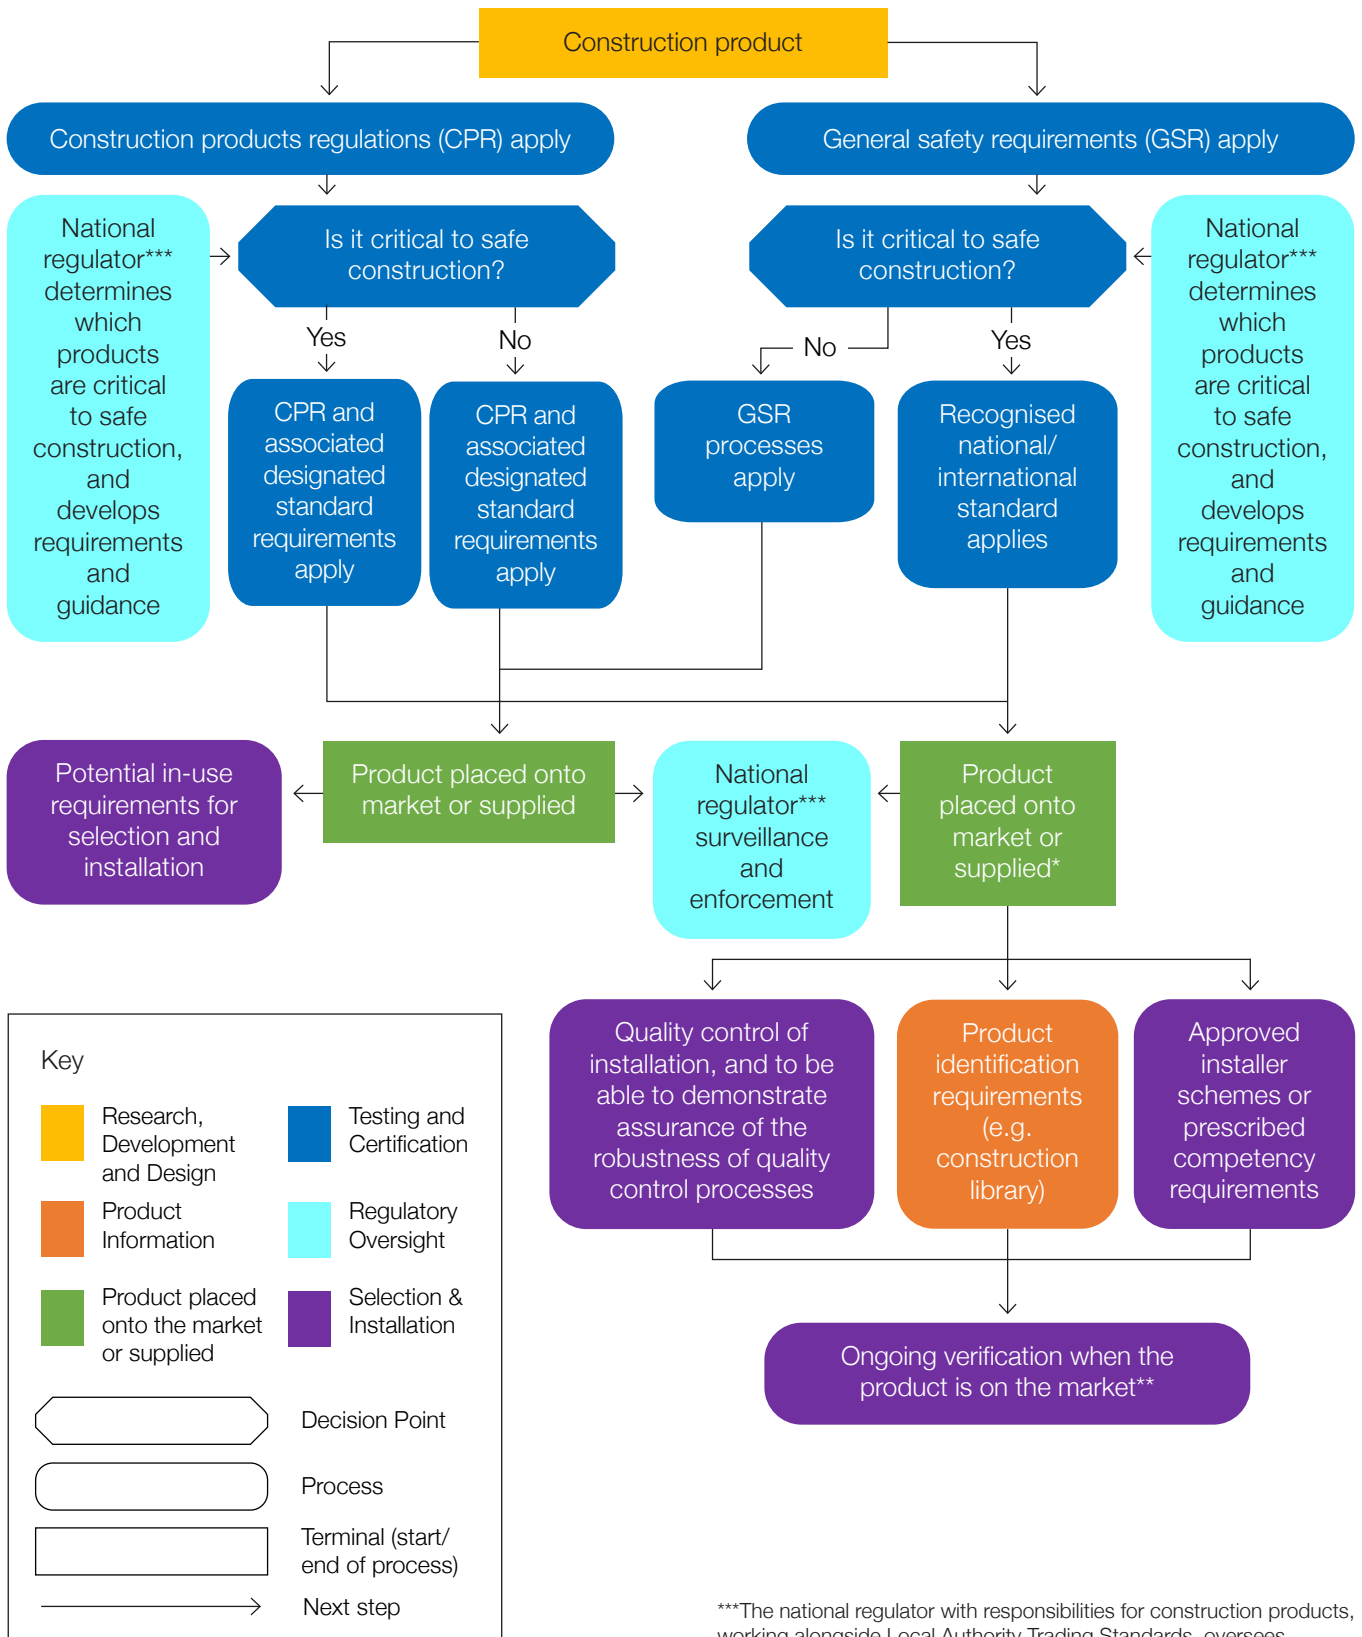 Construction product
Construction products regulations (CPR) apply
General safety requirements (GSR) apply
National
regulator***
determines
which
products
are critical
to safe
construction,
and
develops
requirements
and
guidance
Is it critical to safe
construction?
Is it critical to safe
construction?
National
regulator***
determines
which
products
are critical
to safe
construction,
and
develops
requirements
and
guidance
Yes
No
No
Yes
CPR and
associated
designated
standard
requirements
apply
CPR and
associated
designated
standard
requirements
apply
GSR
processes
apply
Recognised
national/
international
standard
applies
Potential in-use
requirements for
selection and
installation
Product placed onto
market or supplied
National
regulator***
surveillance
and
enforcement
Product
placed onto
market or
supplied*
Quality control of
installation, and to be
able to demonstrate
assurance of the
robustness of quality
control processes
Product
identification
requirements
(e.g.
construction
library)
Approved
installer
schemes or
prescribed
competency
requirements
Ongoing verification when the
product is on the market**
Key
Research,
Development
and Design
Testing and
Certification
Product
Information
Regulatory
Oversight
Product placed
onto the market
or supplied
Selection &
Installation
Decision Point
Process
Terminal (start/
end of process)
Next step
***The national regulator with responsibilities for construction products,
working alongside Local Authority Trading Standards, oversees